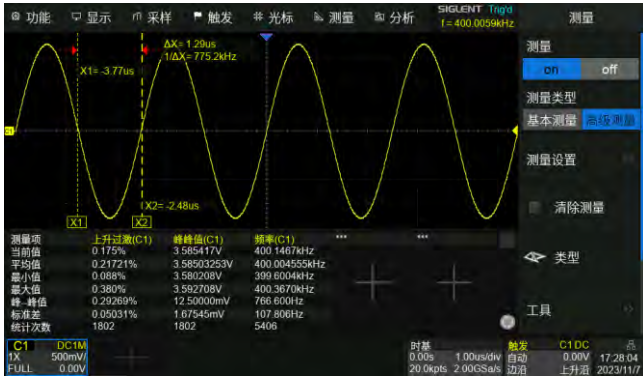 功能 显示 采样 触发 光标 测量 分析 SIGLENT Trig'd
f = 400.0059kHz
测量
ΔX= 1.29us
1/ΔX= 775.2kHz
X1= -3.77us
X2= -2.48us
C1
X1 X2
测量
on off
测量类型
基本测量 高级测量
测量设置
清除测量
类型
工具
测量项 上升过激(C1) 峰峰值(C1) 频率(C1) *** ***
当前值 0.175% 3.585417V 400.1467kHz
平均值 0.21721% 3.58503253V 400.004555kHz
最小值 0.088% 3.580208V 399.6004kHz
最大值 0.380% 3.592708V 400.3670kHz
峰--峰值 0.29269% 12.50000mV 766.600Hz
标准差 0.05031% 1.67545mV 107.806Hz
统计次数 1802 1802 5406
C1 DC1M
1X 500mV/
FULL 0.00V
时基
0.00s 1.00us/div
20.0kpts 2.00GSa/s
触发 C1 DC
自动 0.00V
边沿 上升沿
17:28:04
2023/11/7